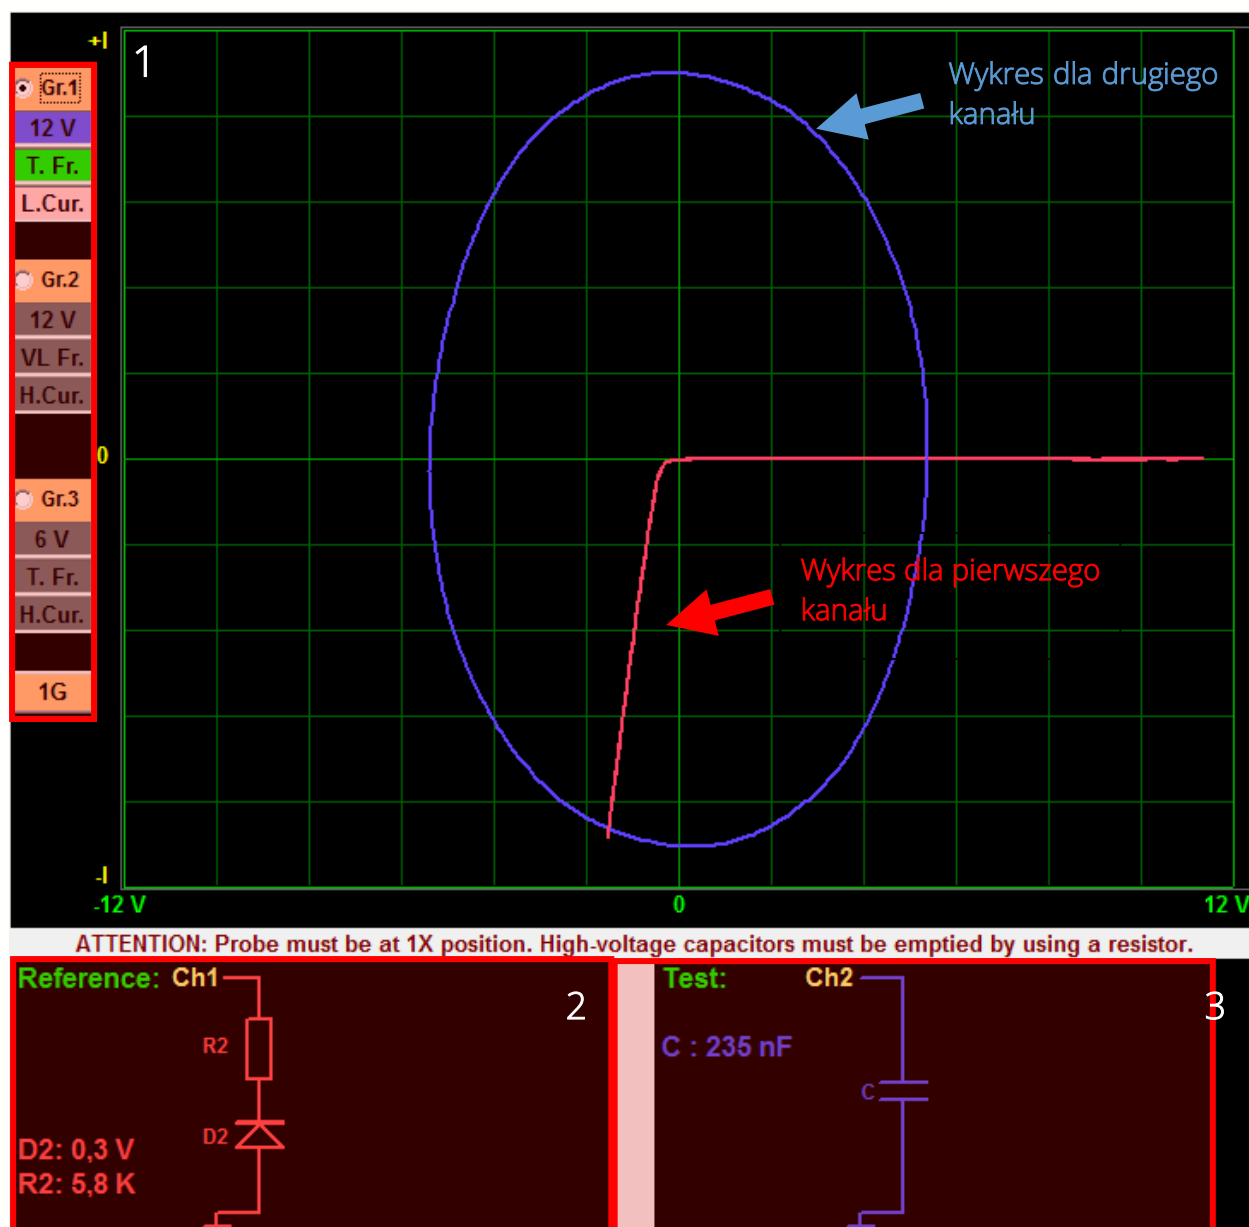 +I
1
Gr.1
12 V
T. Fr.
L.Cur.
Gr.2
12 V
VL Fr.
H.Cur.
0
Gr.3
6 V
T. Fr.
H.Cur.
1G
-I
Wykres dla drugiego
kanału
Wykres dla pierwszego
kanału
-12 V
0
12 V
ATTENTION: Probe must be at 1X position. High-voltage capacitors must be emptied by using a resistor.
Reference: Ch1
2
R2
D2
D2: 0,3 V
R2: 5,8 K
Test:
Ch2
3
C : 235 nF
C